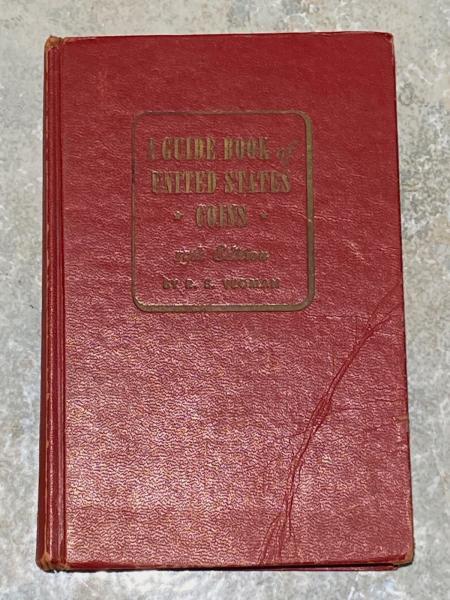 A GUIDE BOOK of
UNITED STATES
* COINS *
Edition
BY R. S. YEOMAN